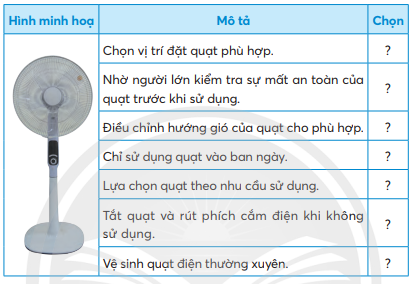 Hình minh hoạ Mô tả Chọn
Chọn vị trí đặt quạt phù hợp. ?
Nhờ người lớn kiểm tra sự mất an toàn của
quạt trước khi sử dụng. ?
Điều chỉnh hướng gió của quạt cho phù hợp. ?
Chỉ sử dụng quạt vào ban ngày. ?
Lựa chọn quạt theo nhu cầu sử dụng. ?
Tắt quạt và rút phích cắm điện khi không
sử dụng. ?
Vệ sinh quạt điện thường xuyên. ?